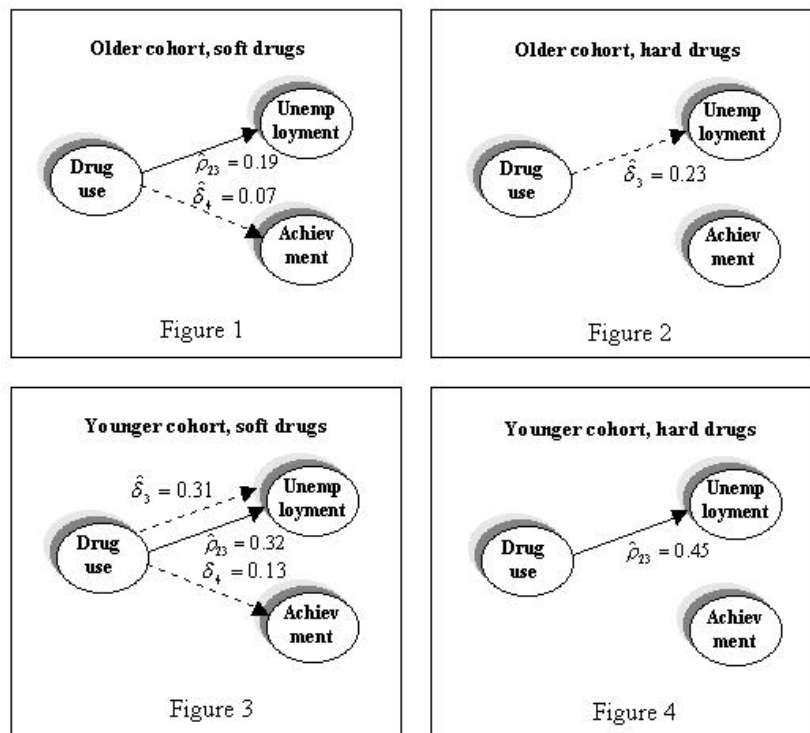 Older cohort, soft drugs
Unemp
loyment
Drug
use
ρ̂₂₃ = 0.19
δ̂₄ = 0.07
Achiev
ment
Figure 1
Older cohort, hard drugs
Unemp
loyment
Drug
use
δ̂₃ = 0.23
Achiev
ment
Figure 2
Younger cohort, soft drugs
δ̂₃ = 0.31
Unemp
loyment
Drug
use
ρ̂₂₃ = 0.32
δ̂₄ = 0.13
Achiev
ment
Figure 3
Younger cohort, hard drugs
Unemp
loyment
Drug
use
ρ̂₂₃ = 0.45
Achiev
ment
Figure 4